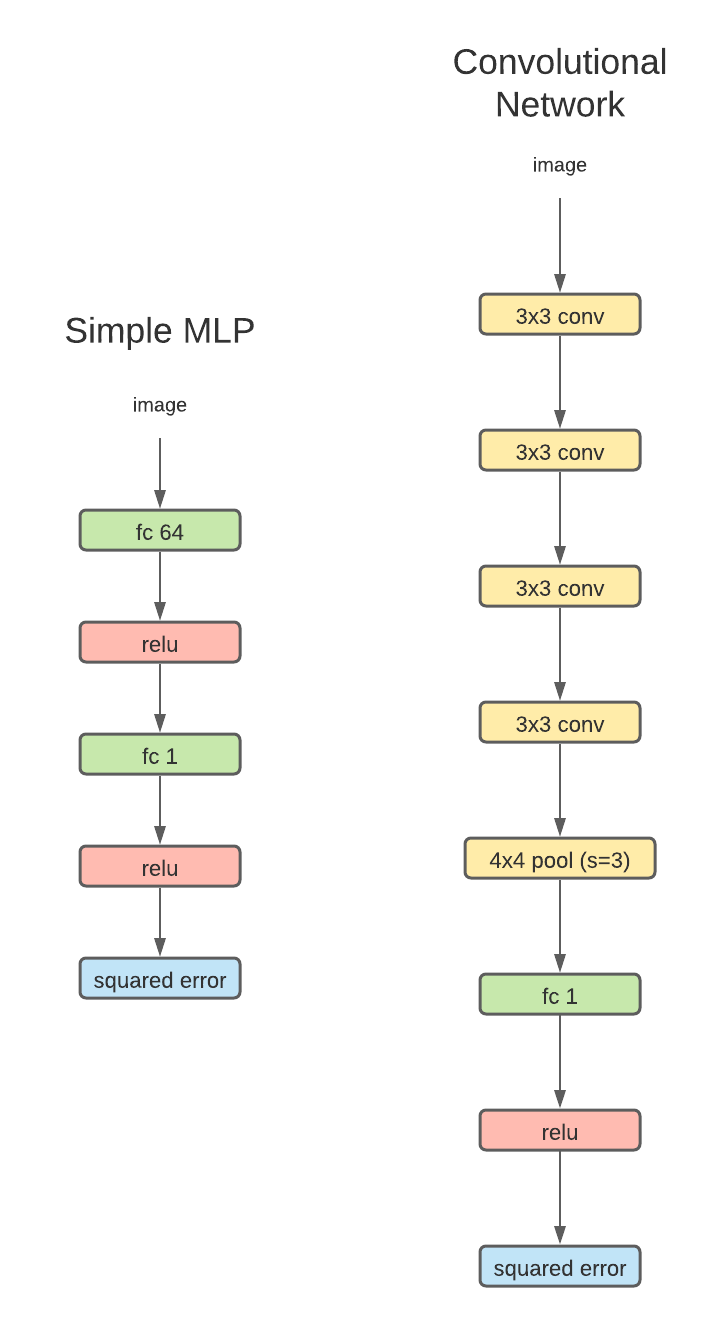 Simple MLP
image
fc 64
relu
fc 1
relu
squared error
Convolutional
Network
image
3x3 conv
3x3 conv
3x3 conv
3x3 conv
4x4 pool (s=3)
fc 1
relu
squared error